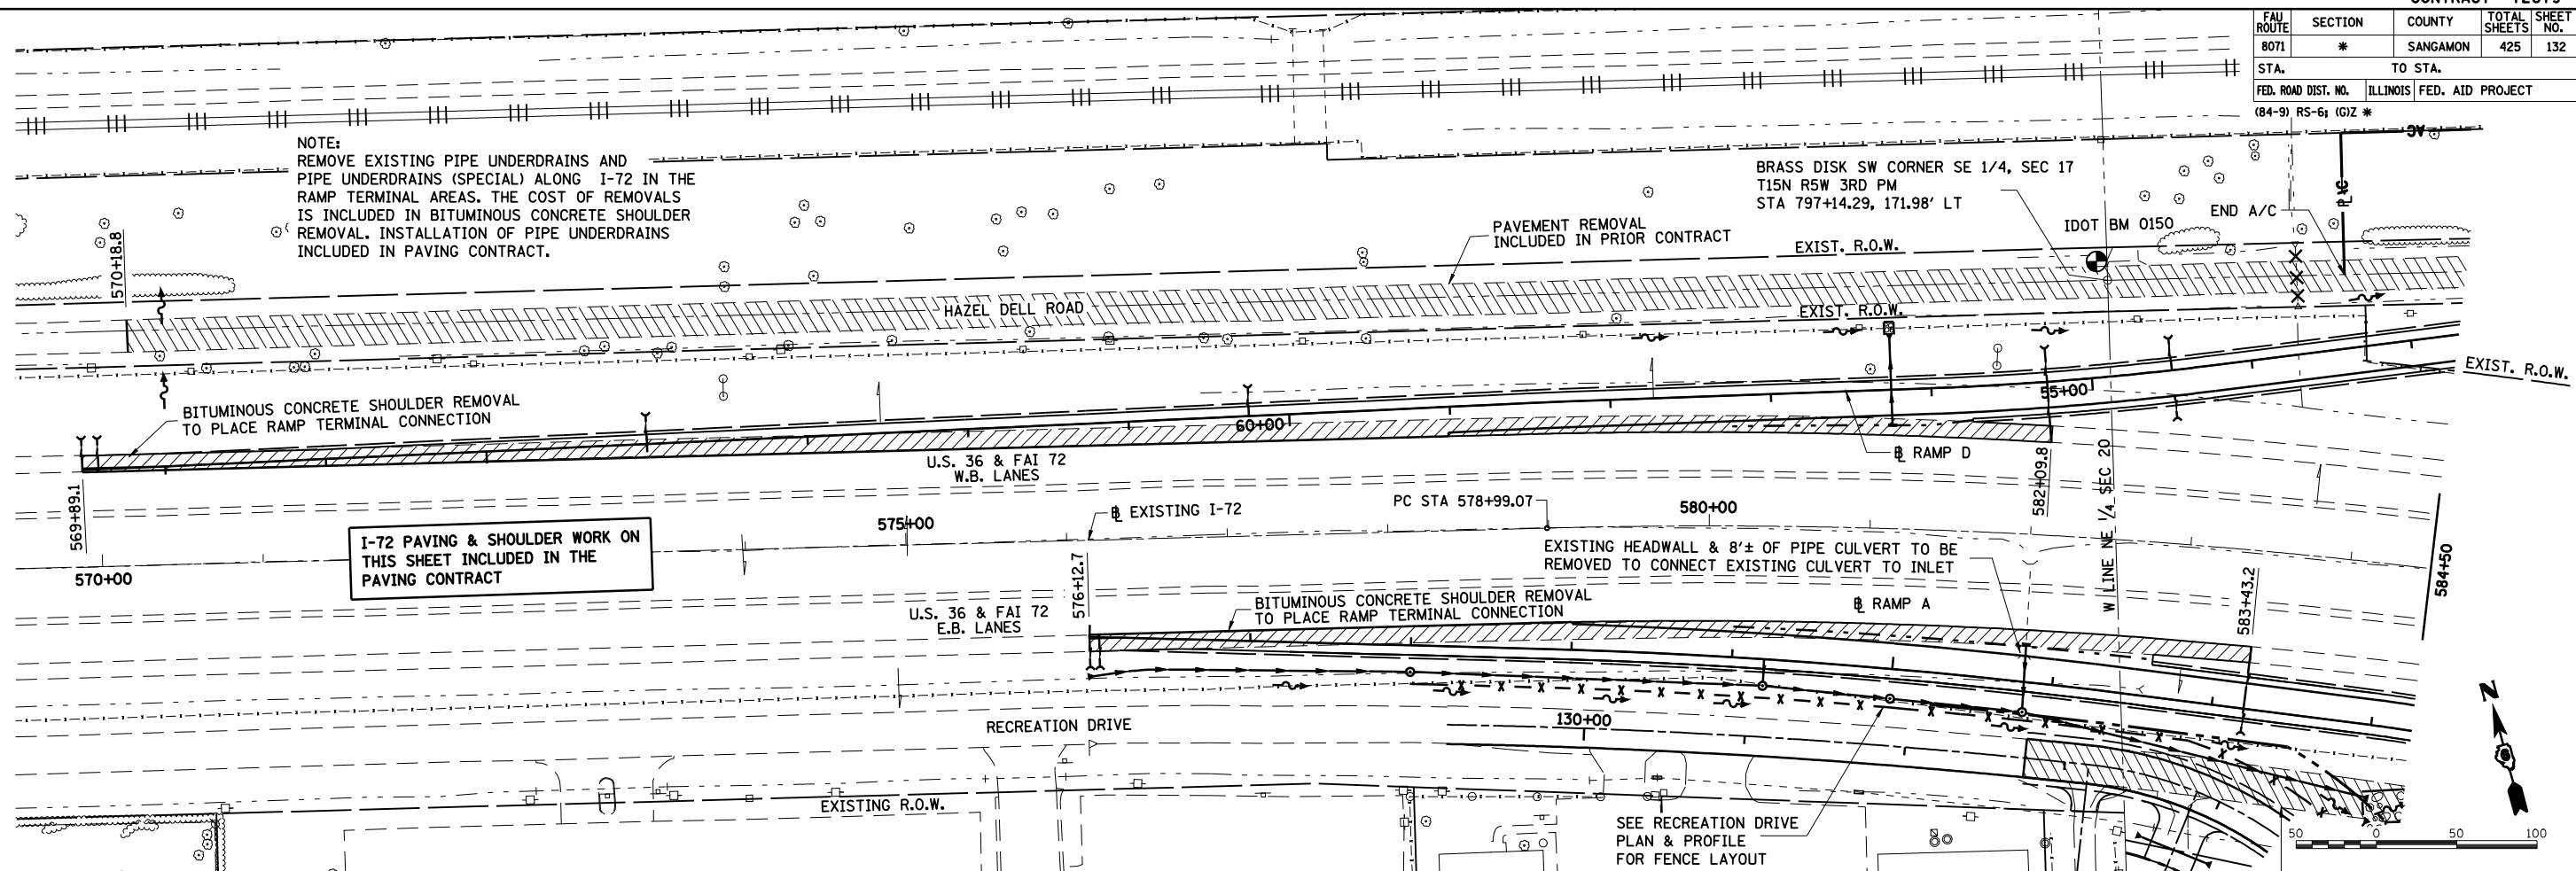 FAU ROUTE SECTION COUNTY TOTAL SHEETS SHEET NO.
8071 * SANGAMON 425 132
STA. TO STA.
FED. ROAD DIST. NO. ILLINOIS FED. AID PROJECT
(84-9) RS-6; (G)Z *
NOTE:
REMOVE EXISTING PIPE UNDERDRAINS AND
PIPE UNDERDRAINS (SPECIAL) ALONG I-72 IN THE
RAMP TERMINAL AREAS. THE COST OF REMOVALS
IS INCLUDED IN BITUMINOUS CONCRETE SHOULDER
REMOVAL. INSTALLATION OF PIPE UNDERDRAINS
INCLUDED IN PAVING CONTRACT.
BRASS DISK SW CORNER SE 1/4, SEC 17
T15N R5W 3RD PM
STA 797+14.29, 171.98' LT
AC
END A/C
IDOT BM 0150
PAVEMENT REMOVAL
INCLUDED IN PRIOR CONTRACT
EXIST. R.O.W.
570+18.8
HAZEL DELL ROAD
EXIST. R.O.W.
EXIST. R.O.W.
BITUMINOUS CONCRETE SHOULDER REMOVAL
TO PLACE RAMP TERMINAL CONNECTION
55+00
60+00
RAMP D
U.S. 36 & FAI 72
W.B. LANES
569+89.1
582+09.8
W LINE NE 1/4 SEC 20
PC STA 578+99.07
580+00
575+00
EXISTING I-72
570+00
I-72 PAVING & SHOULDER WORK ON
THIS SHEET INCLUDED IN THE
PAVING CONTRACT
EXISTING HEADWALL & 8'± OF PIPE CULVERT TO BE
REMOVED TO CONNECT EXISTING CULVERT TO INLET
576+12.7
583+43.2
584+50
U.S. 36 & FAI 72
E.B. LANES
BITUMINOUS CONCRETE SHOULDER REMOVAL
TO PLACE RAMP TERMINAL CONNECTION
RAMP A
RECREATION DRIVE
130+00
N
EXISTING R.O.W.
SEE RECREATION DRIVE
PLAN & PROFILE
FOR FENCE LAYOUT
50 0 50 100